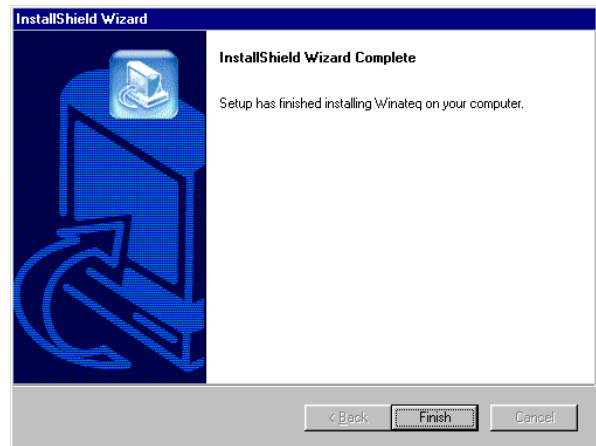 InstallShield Wizard
InstallShield Wizard Complete
Setup has finished installing Winateq on your computer.
< Back
Finish
Cancel